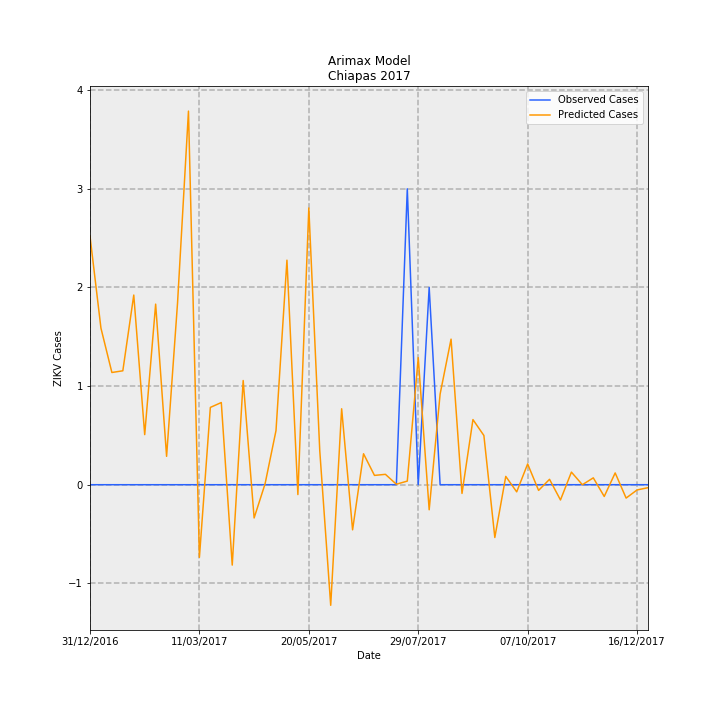 Arimax Model
Chiapas 2017
Observed Cases
Predicted Cases
4
3
2
1
0
−1
ZIKV Cases
31/12/2016 11/03/2017 20/05/2017 29/07/2017 07/10/2017 16/12/2017
Date